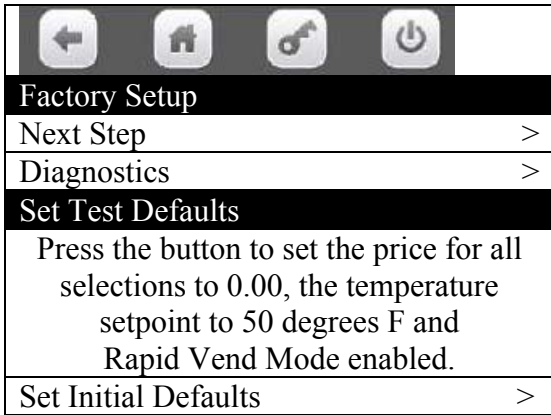 Factory Setup
Next Step >
Diagnostics >
Set Test Defaults
Press the button to set the price for all
selections to 0.00, the temperature
setpoint to 50 degrees F and
Rapid Vend Mode enabled.
Set Initial Defaults >